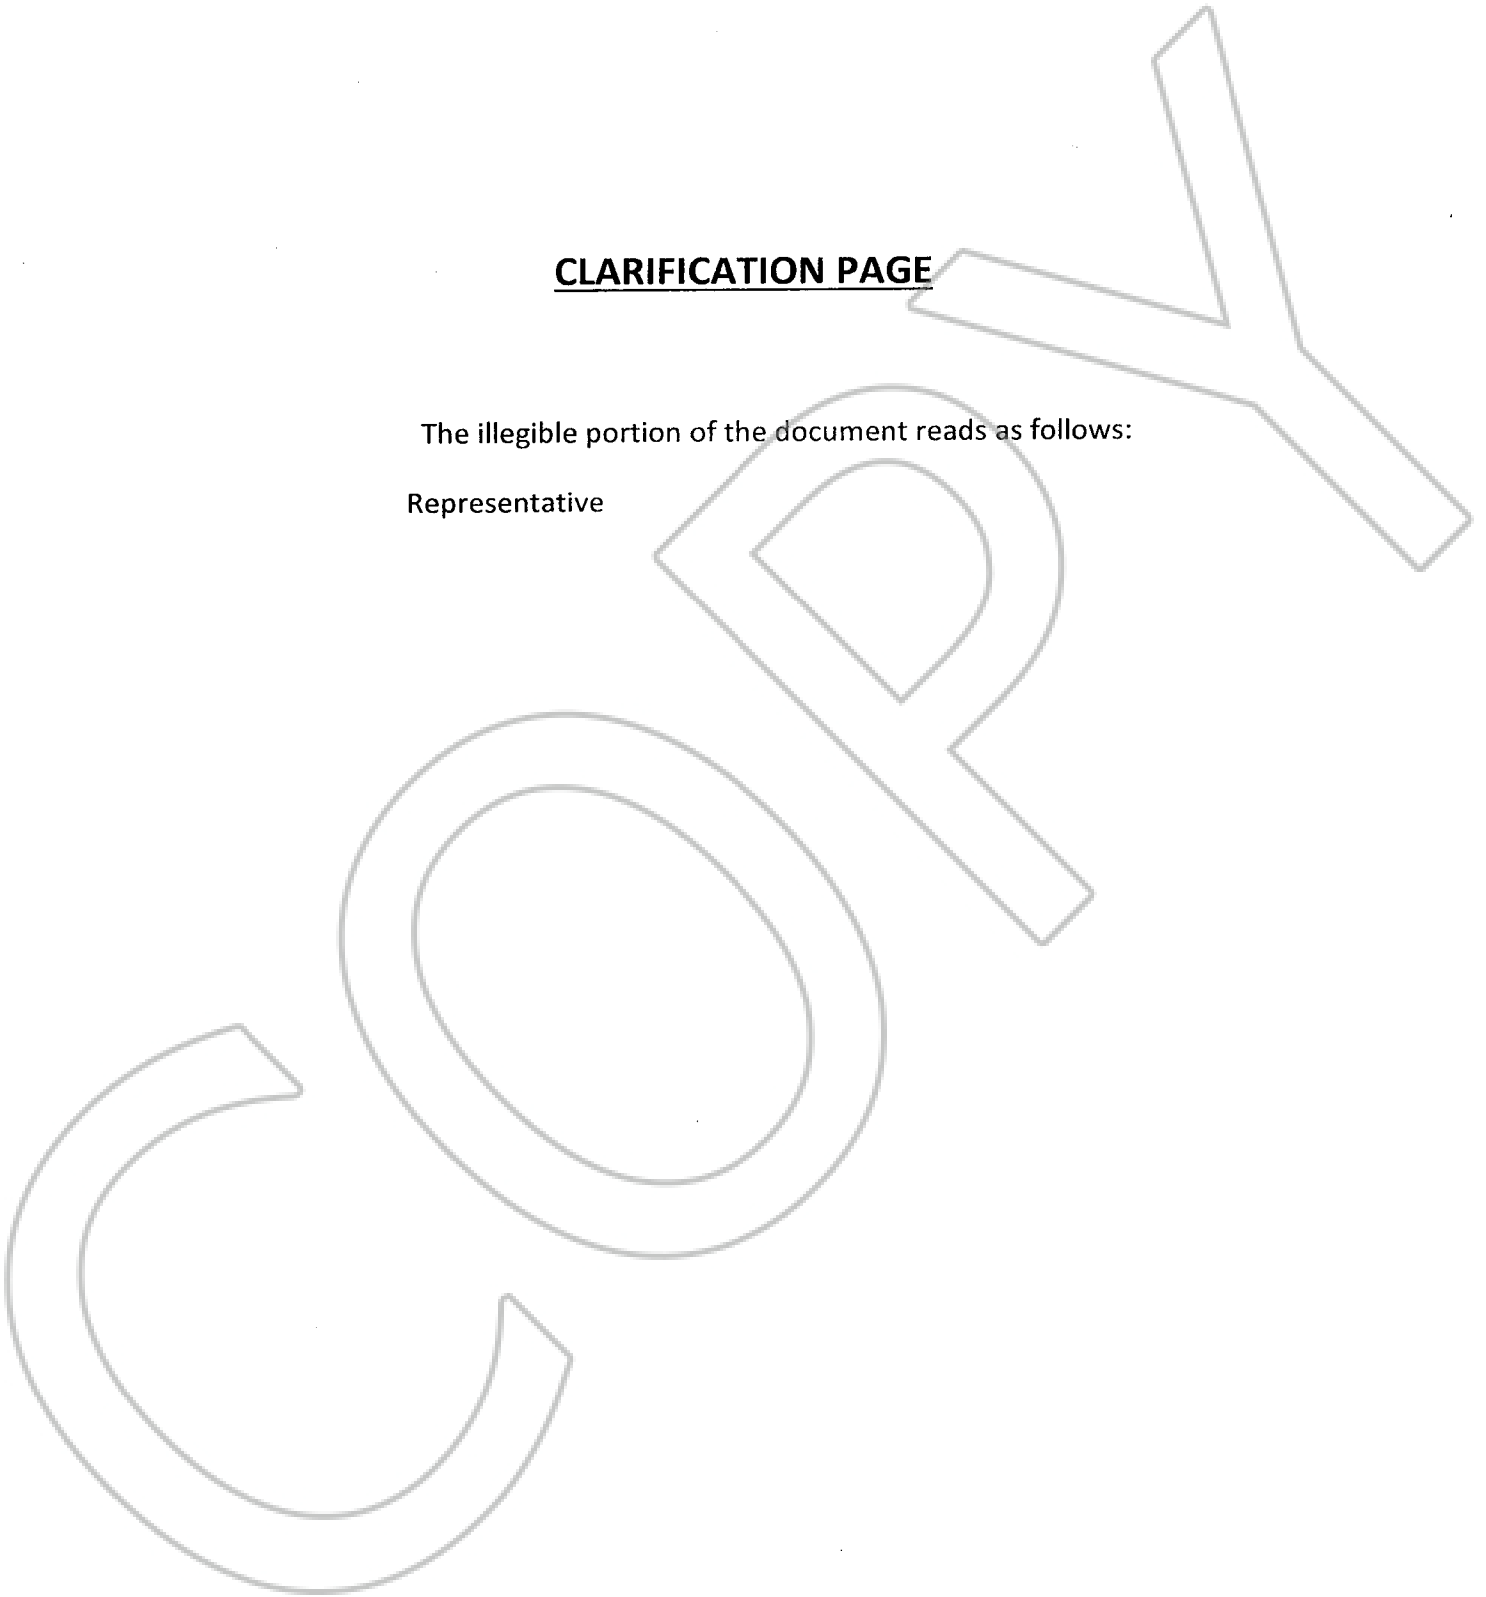 CLARIFICATION PAGE
The illegible portion of the document reads as follows:
Representative
COPY